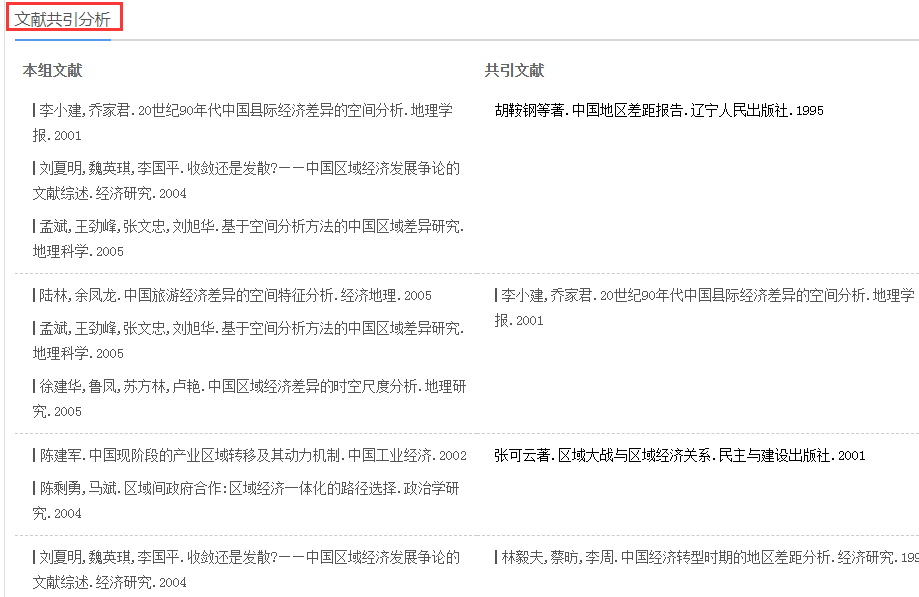 文献共引分析
本组文献
共引文献
李小建,乔家君.20世纪90年代中国县际经济差异的空间分析.地理学
报.2001
胡鞍钢等著.中国地区差距报告.辽宁人民出版社.1995
刘夏明,魏英琪,李国平.收敛还是发散?——中国区域经济发展争论的
文献综述.经济研究.2004
孟斌,王劲峰,张文忠,刘旭华.基于空间分析方法的中国区域差异研究.
地理科学.2005
陆林,余凤龙.中国旅游经济差异的空间特征分析.经济地理.2005
李小建,乔家君.20世纪90年代中国县际经济差异的空间分析.地理学
报.2001
孟斌,王劲峰,张文忠,刘旭华.基于空间分析方法的中国区域差异研究.
地理科学.2005
徐建华,鲁凤,苏方林,卢艳.中国区域经济差异的时空尺度分析.地理研
究.2005
陈建军.中国现阶段的产业区域转移及其动力机制.中国工业经济.2002
张可云著.区域大战与区域经济关系.民主与建设出版社.2001
陈剩勇,马斌.区域间政府合作:区域经济一体化的路径选择.政治学研
究.2004
刘夏明,魏英琪,李国平.收敛还是发散?——中国区域经济发展争论的
文献综述.经济研究.2004
林毅夫,蔡昉,李周.中国经济转型时期的地区差距分析.经济研究.199